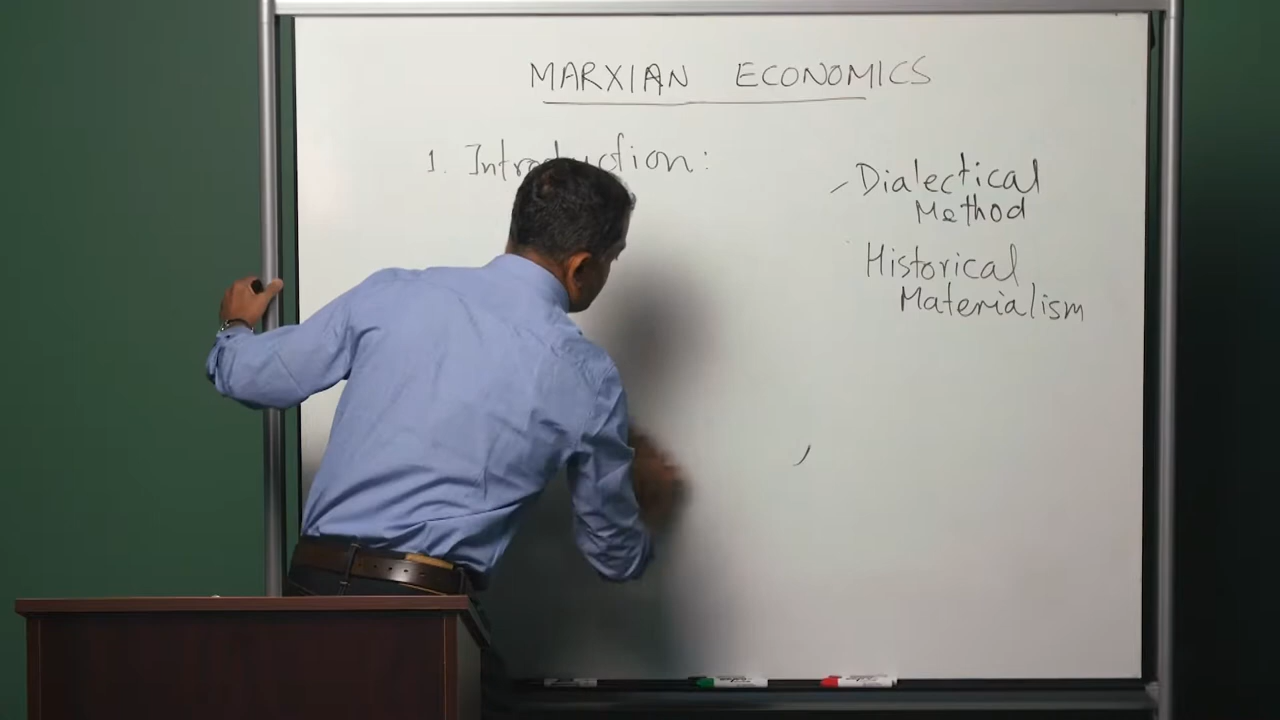 MARXIAN ECONOMICS
1. Introduction:
Dialectical
Method
Historical
Materialism